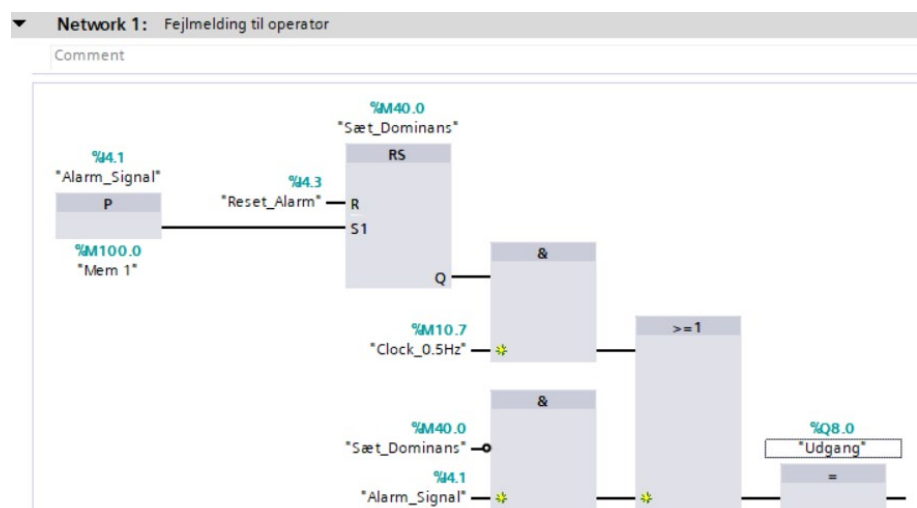 Network 1: Fejlmelding til operatør
Comment
%M40.0
"Sæt_Dominans"
RS
%I4.1
"Alarm_Signal"
P
%M100.0
"Mem 1"
%I4.3
"Reset_Alarm"
R
S1
Q
&
%M10.7
"Clock_0.5Hz"
>=1
&
%M40.0
"Sæt_Dominans"
%I4.1
"Alarm_Signal"
%Q8.0
"Udgang"
=